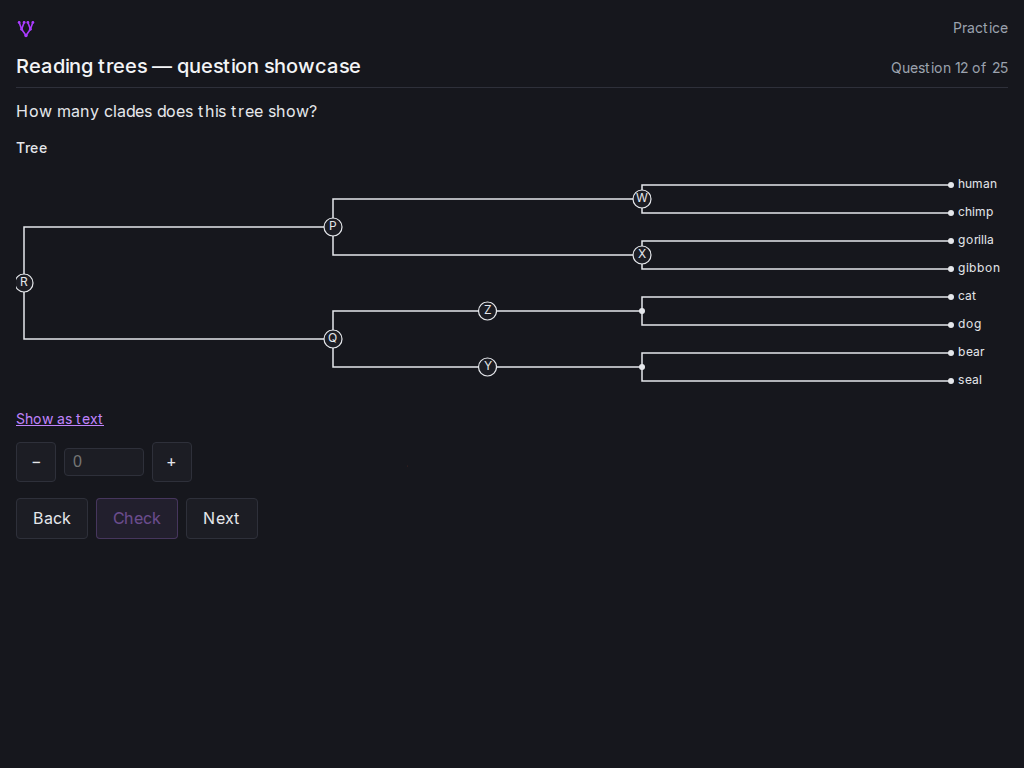 Practice
Reading trees — question showcase
Question 12 of 25
How many clades does this tree show?
Tree
human
W
chimp
P
gorilla
X
gibbon
R
cat
Z
dog
Q
bear
Y
seal
Show as text
− 0 +
Back Check Next